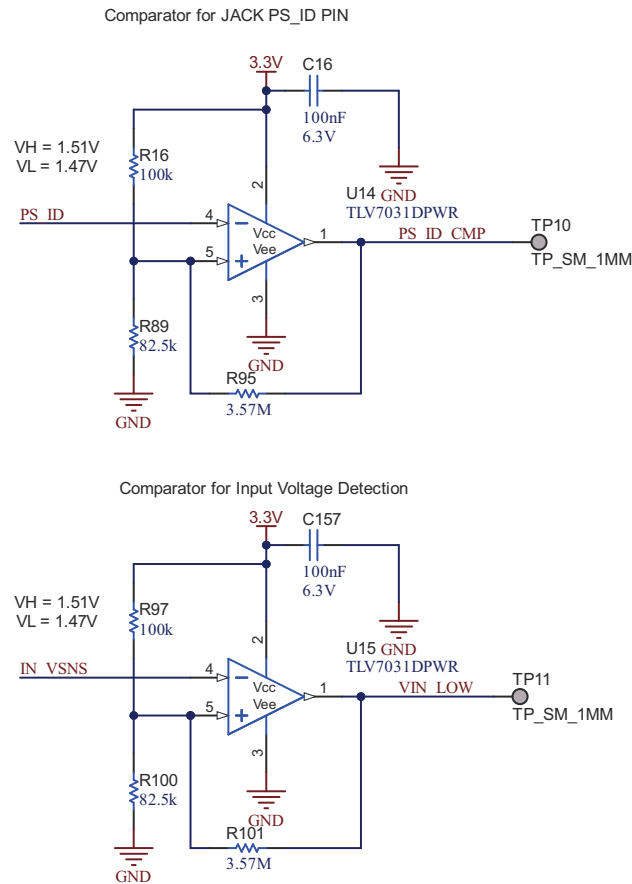 Comparator for JACK PS_ID PIN
3.3V
C16
100nF
6.3V
GND
VH = 1.51V
VL = 1.47V
R16
100k
U14
TLV7031DPWR
PS_ID
4
5
2
Vcc
Vee
3
1
PS_ID_CMP
TP10
TP_SM_1MM
R89
82.5k
GND
GND
R95
3.57M
Comparator for Input Voltage Detection
3.3V
C157
100nF
6.3V
GND
VH = 1.51V
VL = 1.47V
R97
100k
U15
TLV7031DPWR
IN_VSNS
4
5
2
Vcc
Vee
3
1
VIN_LOW
TP11
TP_SM_1MM
R100
82.5k
GND
GND
R101
3.57M